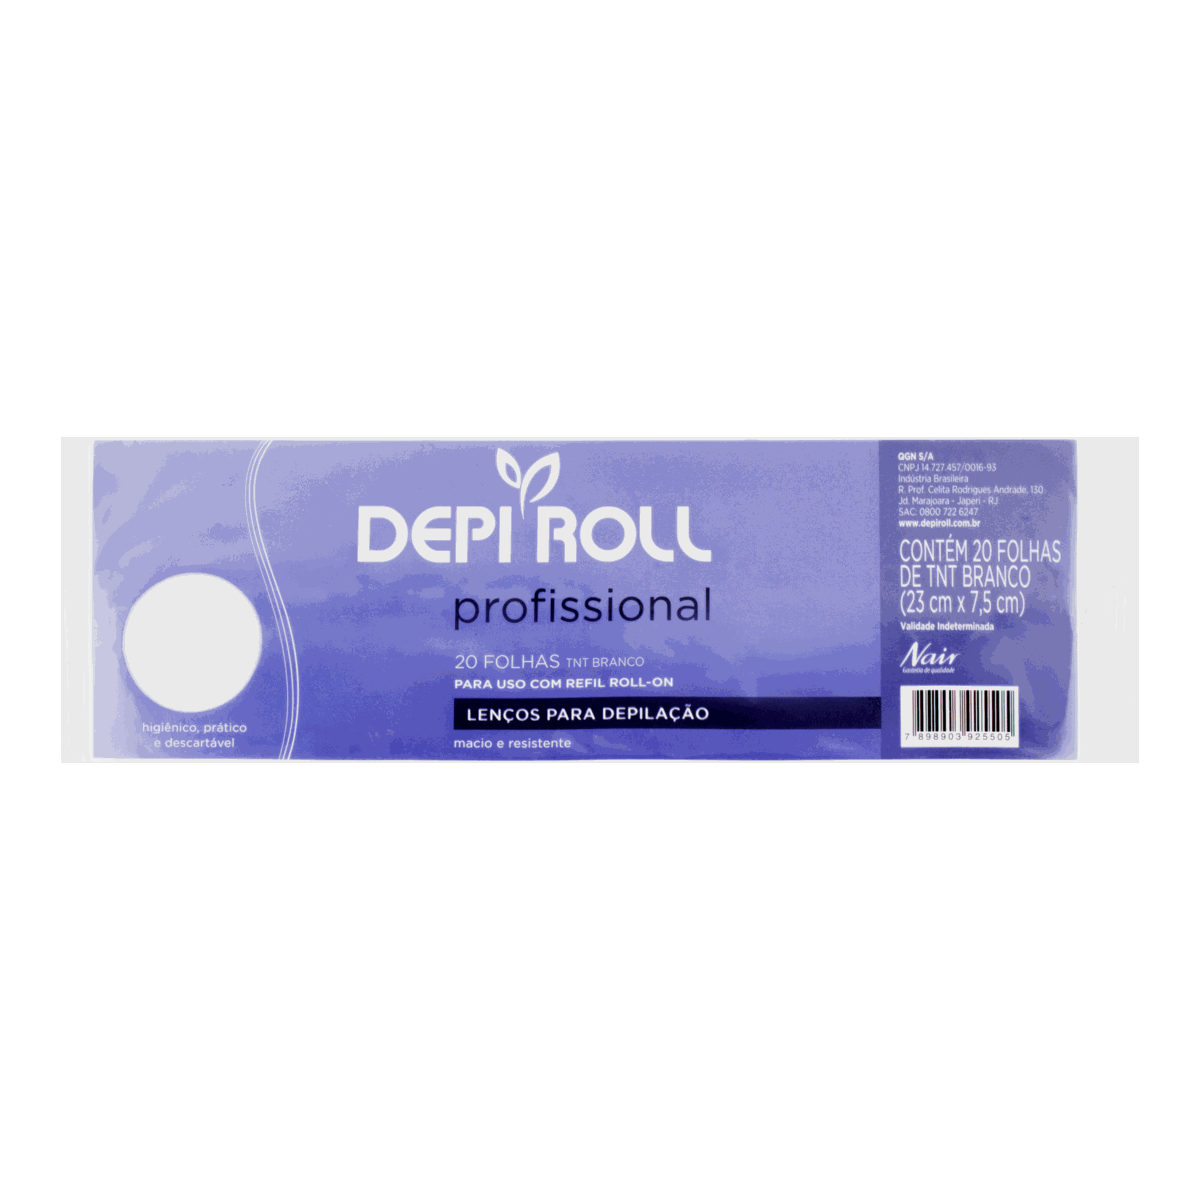 DEPI ROLL
profissional
20 FOLHAS TNT BRANCO
PARA USO COM REFIL ROLL-ON
LENÇOS PARA DEPILAÇÃO
macio e resistente
higiênico, prático
e descartável
QGN S/A
CNPJ 14.727.457/0016-93
Indústria Brasileira
R. Prof. Celita Rodrigues Andrade, 130
Jd. Marajoara - Japeri - RJ
SAC: 0800 722 6247
www.depiroll.com.br
CONTÉM 20 FOLHAS
DE TNT BRANCO
(23 cm x 7,5 cm)
Validade Indeterminada
Nair
Garantia de qualidade
7 898903 925505